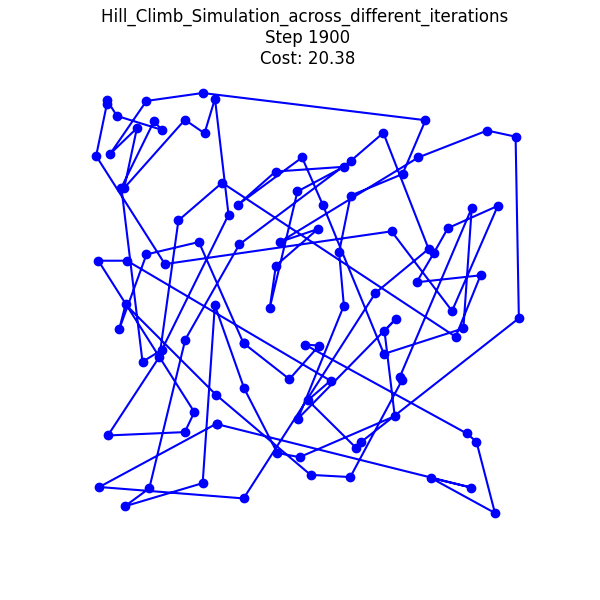 Hill_Climb_Simulation_across_different_iterations
Step 1900
Cost: 20.38